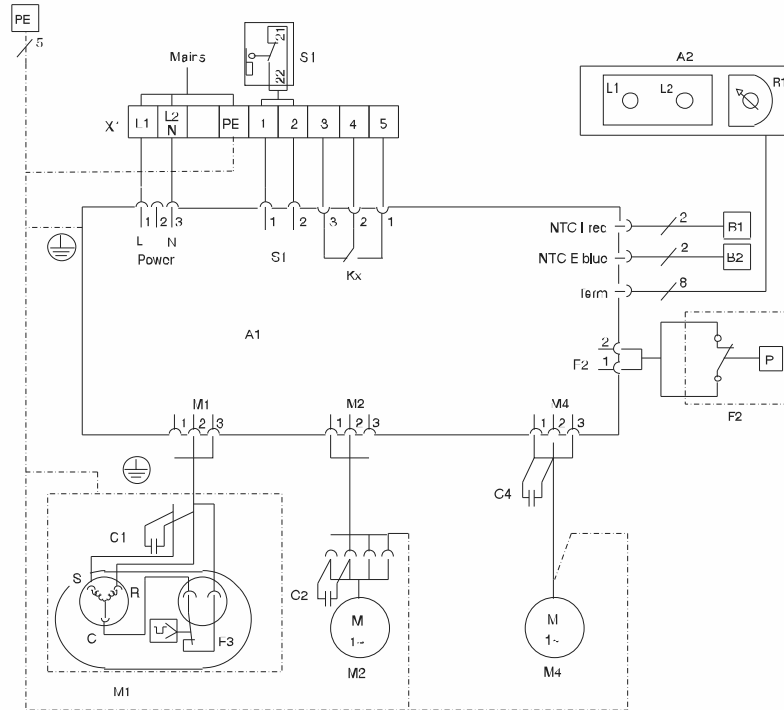 PE
5
Mains
21
22
S1
A2
L1 L2 R1
X1 L1 L2 N PE 1 2 3 4 5
1 2 3 1 2 3 2 1
L N
Power
S1
Kx
NTC I rec 2 B1
NTC E blue 2 B2
Term 8
A1
2
1
F2
P
F2
M1 M2 M4
1 2 3 1 2 3 1 2 3
C4
C1
S R
C2
C F3
M
1~
M
1~
M2 M4
M1